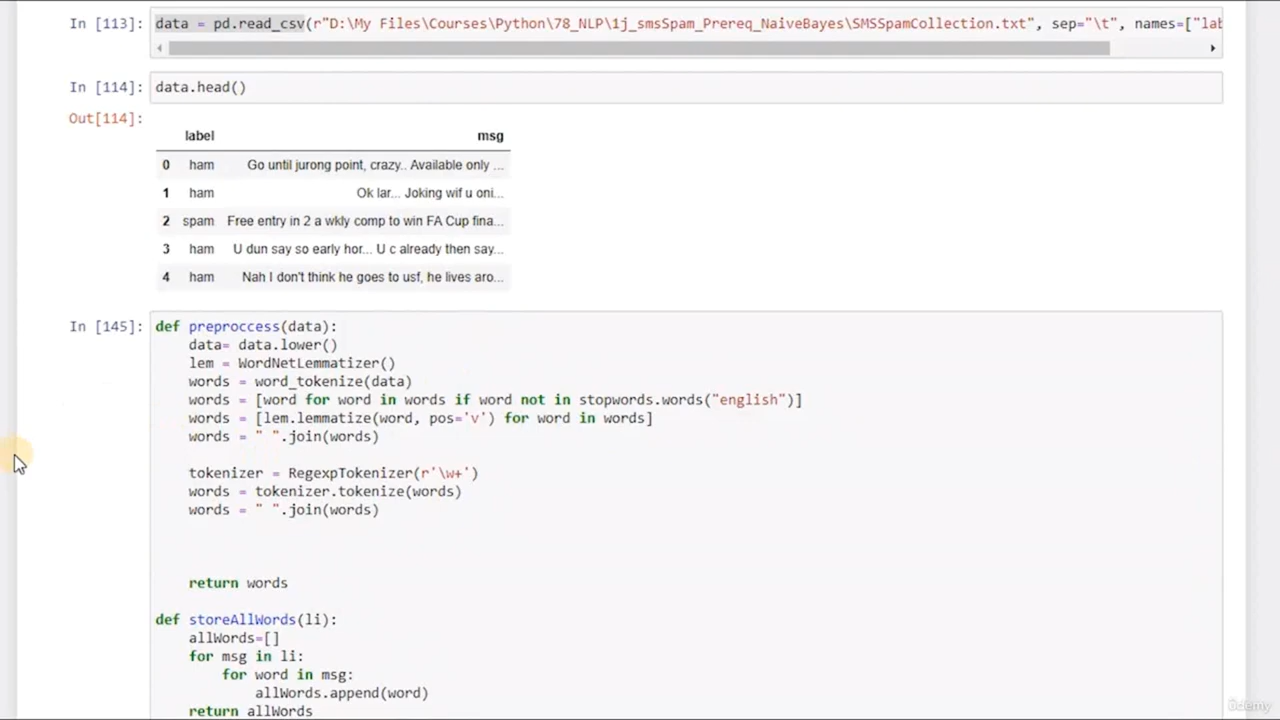 In [113]: data = pd.read_csv(r"D:\My Files\Courses\Python\78_NLP\1j_smsSpam_Prereq_NaiveBayes\SMSSpamCollection.txt", sep="\t", names=["lab
In [114]: data.head()
Out[114]:
label msg
0 ham Go until jurong point, crazy.. Available only ...
1 ham Ok lar... Joking wif u oni...
2 spam Free entry in 2 a wkly comp to win FA Cup fina...
3 ham U dun say so early hor... U c already then say...
4 ham Nah I don't think he goes to usf, he lives aro...
In [145]: def preproccess(data):
data= data.lower()
lem = WordNetLemmatizer()
words = word_tokenize(data)
words = [word for word in words if word not in stopwords.words("english")]
words = [lem.lemmatize(word, pos='v') for word in words]
words = " ".join(words)
tokenizer = RegexpTokenizer(r'\w+')
words = tokenizer.tokenize(words)
words = " ".join(words)
return words
def storeAllWords(li):
allWords=[]
for msg in li:
for word in msg:
allWords.append(word)
return allWords
ûdemy